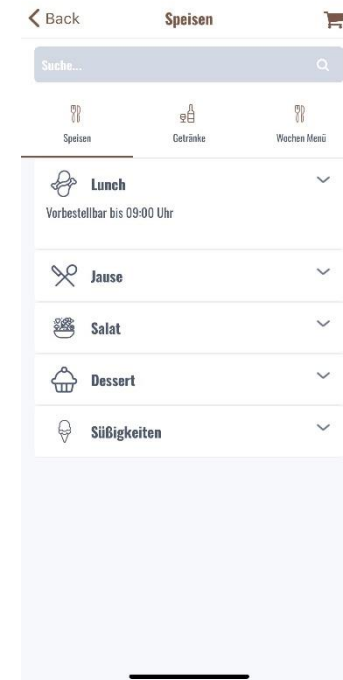 Back
Speisen
Suche...
Speisen
Getränke
Wochen Menü
Lunch
Vorbestellbar bis 09:00 Uhr
Jause
Salat
Dessert
Süßigkeiten